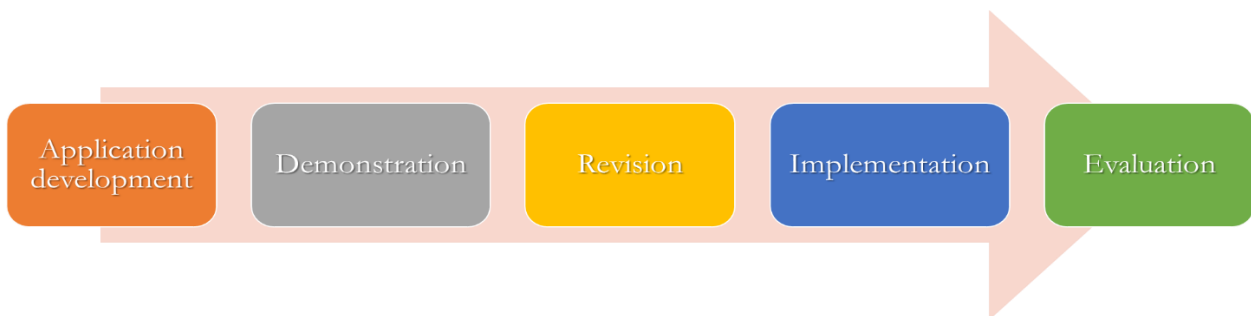 Application
development
Demonstration
Revision
Implementation
Evaluation